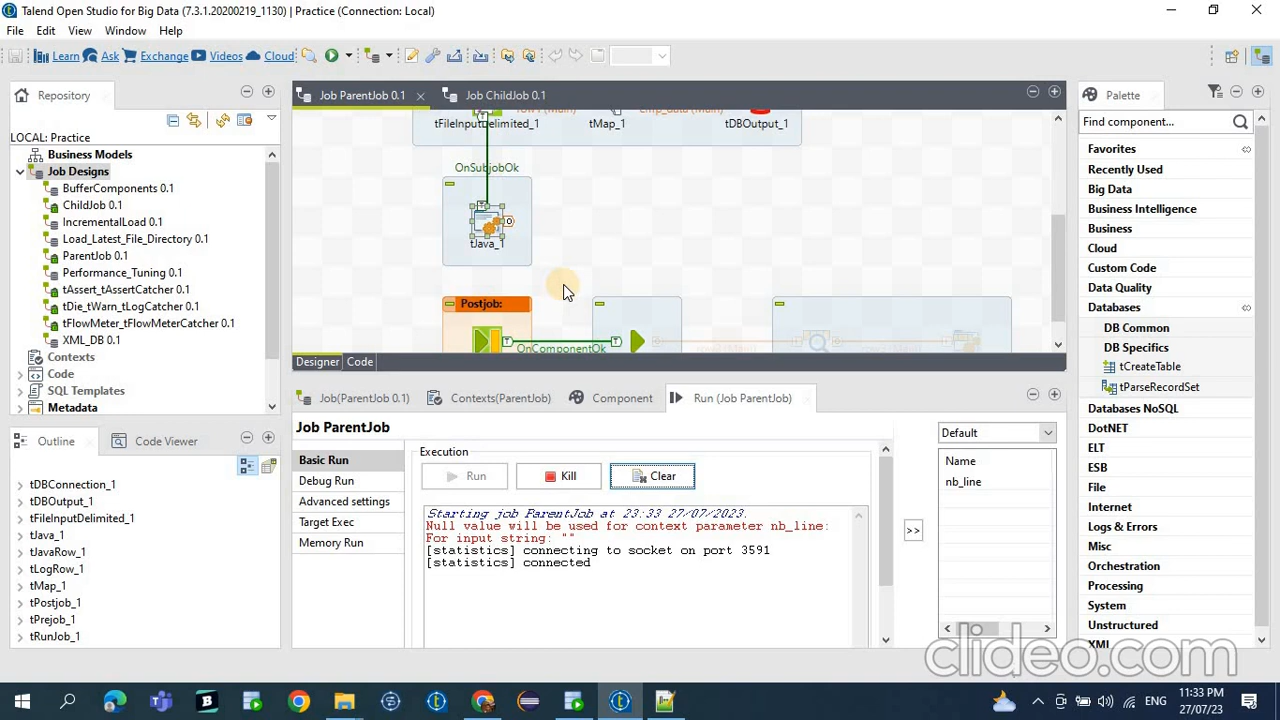 Talend Open Studio for Big Data (7.3.1.20200219_1130) | Practice (Connection: Local)
File Edit View Window Help
Learn Ask Exchange Videos Cloud
Repository
LOCAL: Practice
Business Models
Job Designs
BufferComponents 0.1
ChildJob 0.1
IncrementalLoad 0.1
Load_Latest_File_Directory 0.1
ParentJob 0.1
Performance_Tuning 0.1
tAssert_tAssertCatcher 0.1
tDie_tWarn_tLogCatcher 0.1
tFlowMeter_tFlowMeterCatcher 0.1
XML_DB 0.1
Contexts
Code
SQL Templates
Metadata
Outline
Code Viewer
tDBConnection_1
tDBOutput_1
tFileInputDelimited_1
tJava_1
tJavaRow_1
tLogRow_1
tMap_1
tPostjob_1
tPrejob_1
tRunJob_1
Job ParentJob 0.1
Job ChildJob 0.1
tFileInputDelimited_1
tMap_1
tDBOutput_1
OnSubjobOk
tJava_1
Postjob:
OnComponentOk
Designer Code
Job(ParentJob 0.1)
Contexts(ParentJob)
Component
Run (Job ParentJob)
Job ParentJob
Basic Run
Debug Run
Advanced settings
Target Exec
Memory Run
Execution
Run
Kill
Clear
Starting job ParentJob at 23:33 27/07/2023.
Null value will be used for context parameter nb_line:
For input string: ""
[statistics] connecting to socket on port 3591
[statistics] connected
>>
Default
Name
nb_line
Palette
Find component...
Favorites
Recently Used
Big Data
Business Intelligence
Business
Cloud
Custom Code
Data Quality
Databases
DB Common
DB Specifics
tCreateTable
tParseRecordSet
Databases NoSQL
DotNET
ELT
ESB
File
Internet
Logs & Errors
Misc
Orchestration
Processing
System
Unstructured
XML
clideo.com
ENG
11:33 PM
27/07/23